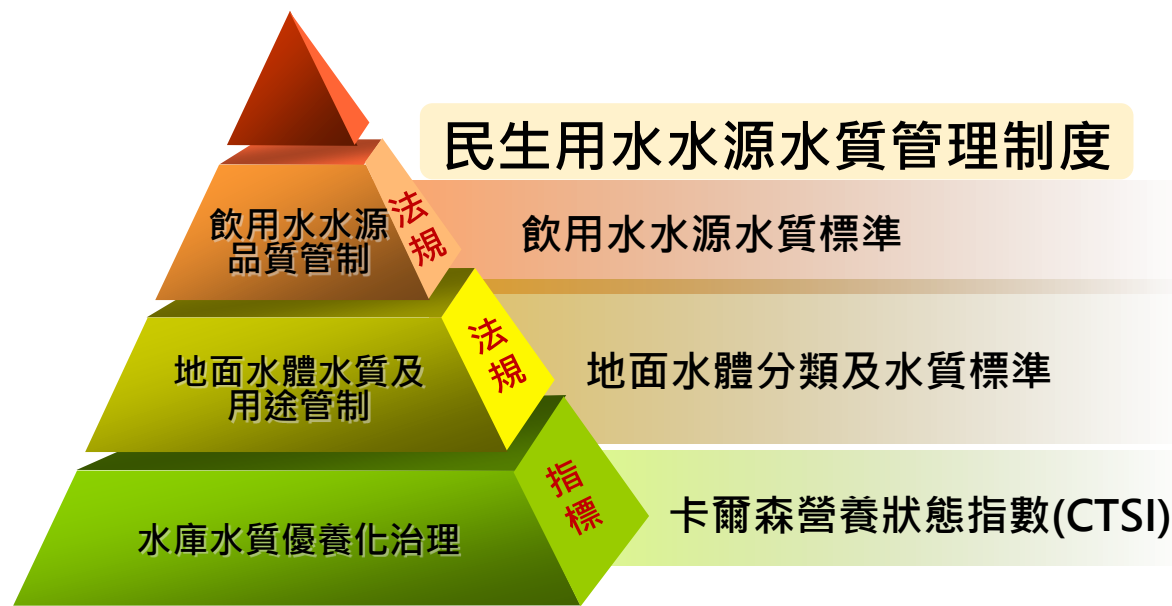 民生用水水源水質管理制度
飲用水水源
品質管制
法規
飲用水水源水質標準
地面水體水質及
用途管制
法規
地面水體分類及水質標準
水庫水質優養化治理
指標
卡爾森營養狀態指數(CTSI)